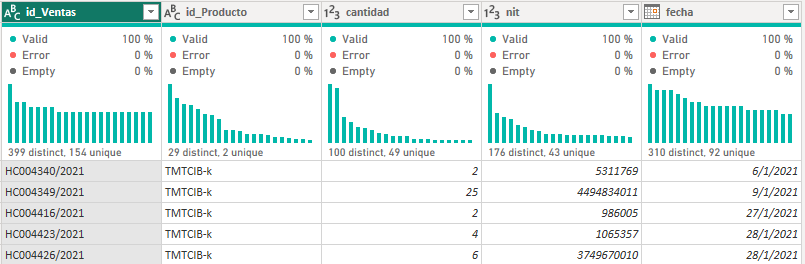 ABC id_Ventas ABC id_Producto 123 cantidad 123 nit fecha
Valid 100 % Valid 100 % Valid 100 % Valid 100 % Valid 100 %
Error 0 % Error 0 % Error 0 % Error 0 % Error 0 %
Empty 0 % Empty 0 % Empty 0 % Empty 0 % Empty 0 %
399 distinct, 154 unique 29 distinct, 2 unique 100 distinct, 49 unique 176 distinct, 43 unique 310 distinct, 92 unique
HC004340/2021 TMTCIB-k 2 5311769 6/1/2021
HC004349/2021 TMTCIB-k 25 4494834011 9/1/2021
HC004416/2021 TMTCIB-k 2 986005 27/1/2021
HC004423/2021 TMTCIB-k 4 1065357 28/1/2021
HC004426/2021 TMTCIB-k 6 3749670010 28/1/2021